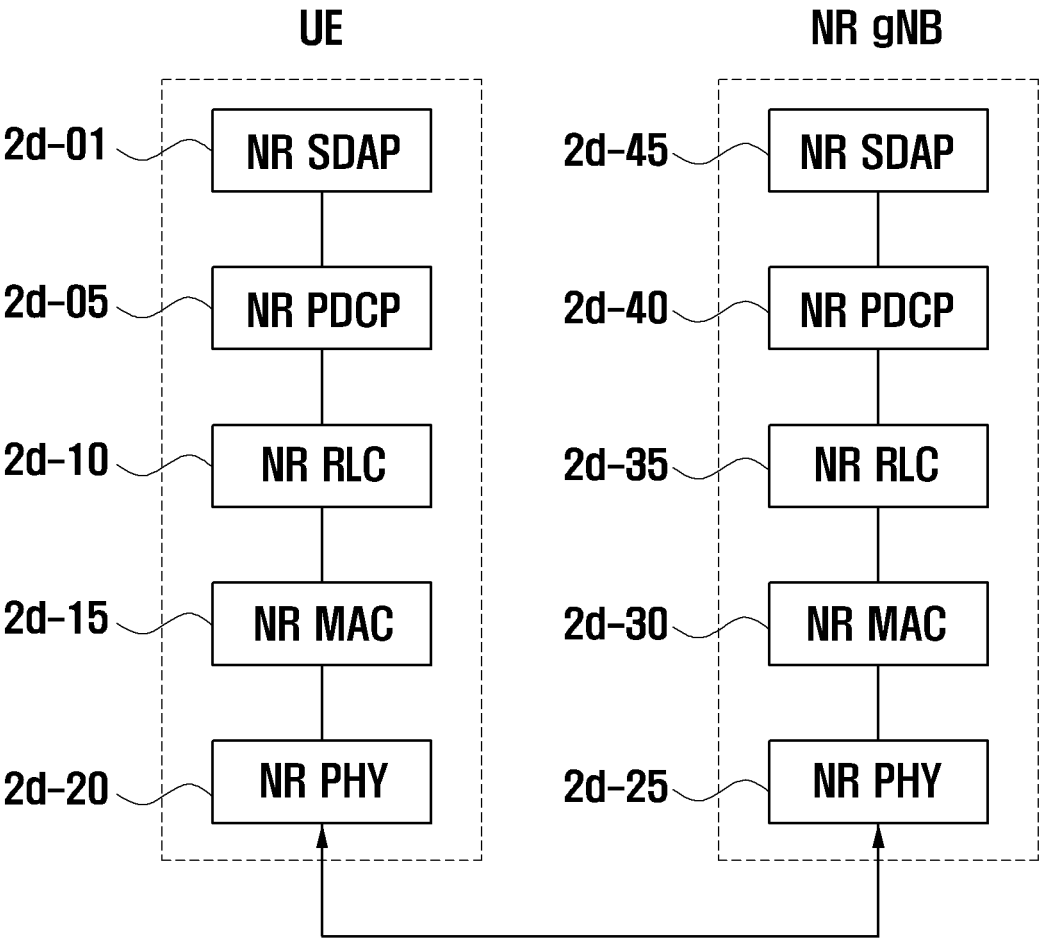 UE NR gNB
2d-01 NR SDAP 2d-45 NR SDAP
2d-05 NR PDCP 2d-40 NR PDCP
2d-10 NR RLC 2d-35 NR RLC
2d-15 NR MAC 2d-30 NR MAC
2d-20 NR PHY 2d-25 NR PHY